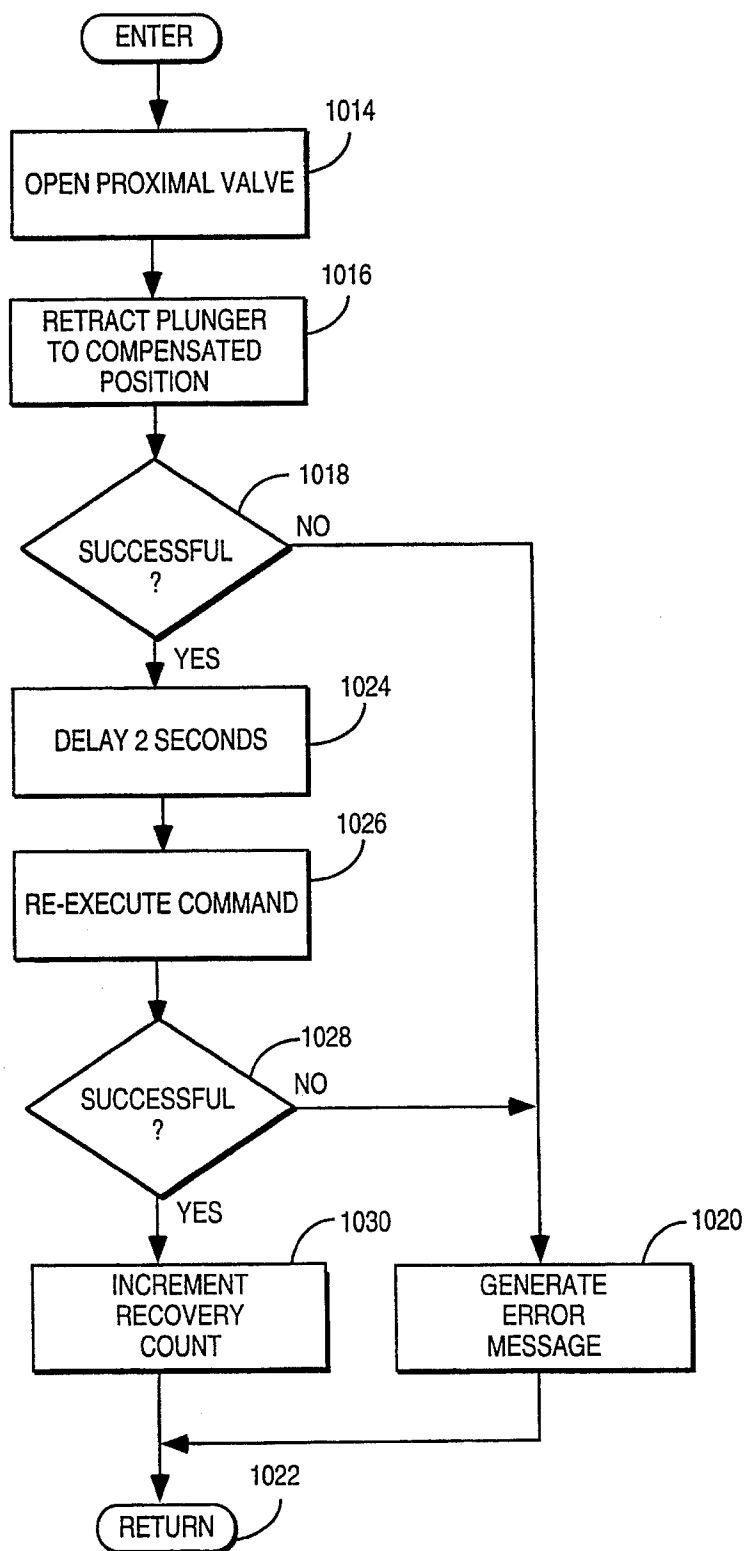 ENTER
1014
OPEN PROXIMAL VALVE
1016
RETRACT PLUNGER
TO COMPENSATED
POSITION
1018
NO
SUCCESSFUL
?
YES
1024
DELAY 2 SECONDS
1026
RE-EXECUTE COMMAND
1028
NO
SUCCESSFUL
?
YES
1030
INCREMENT
RECOVERY
COUNT
1020
GENERATE
ERROR
MESSAGE
1022
RETURN